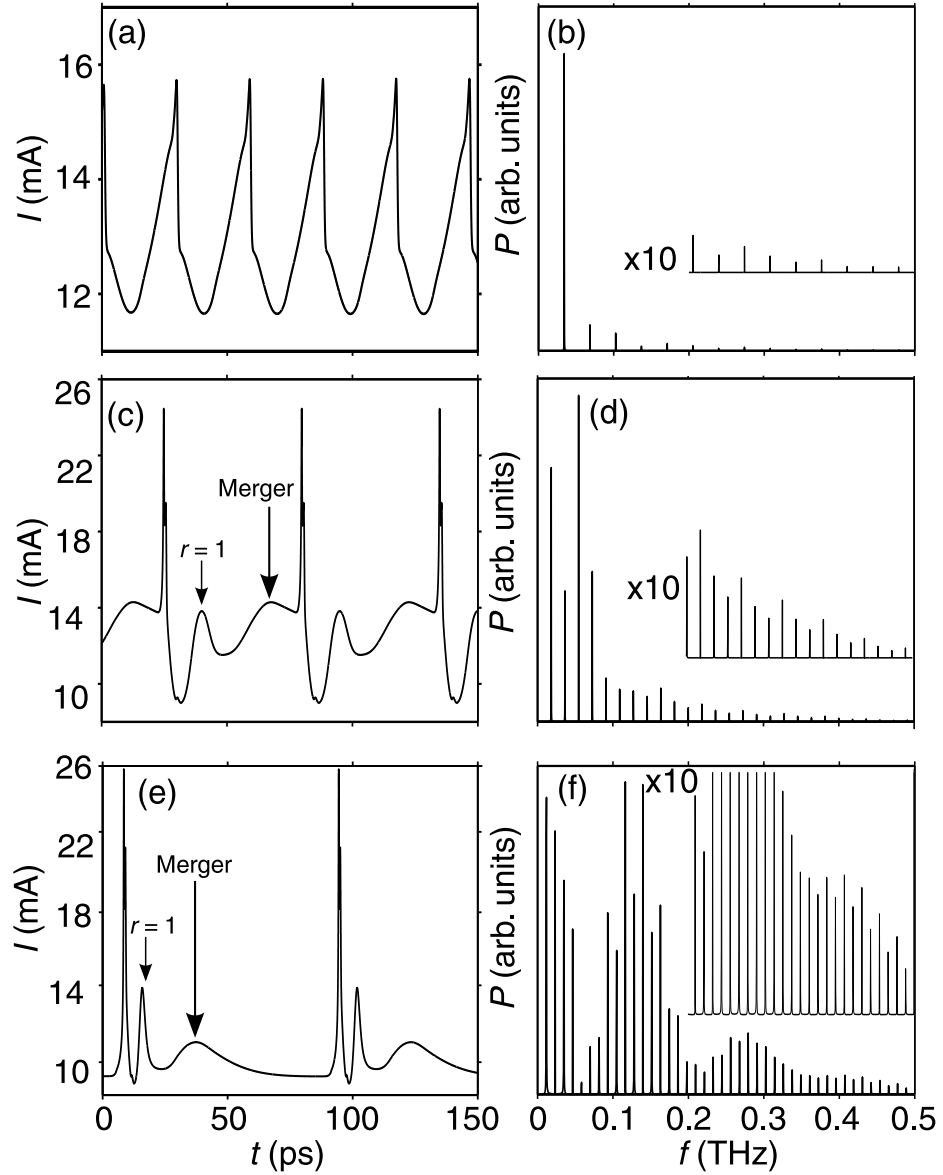 (a)
16
14
12
I (mA)
(b)
P (arb. units)
x10
(c)
26
22
18
14
10
I (mA)
Merger
r = 1
(d)
P (arb. units)
x10
(e)
26
22
18
14
10
I (mA)
Merger
r = 1
0 50 100 150
t (ps)
(f)
x10
P (arb. units)
0 0.1 0.2 0.3 0.4 0.5
f (THz)